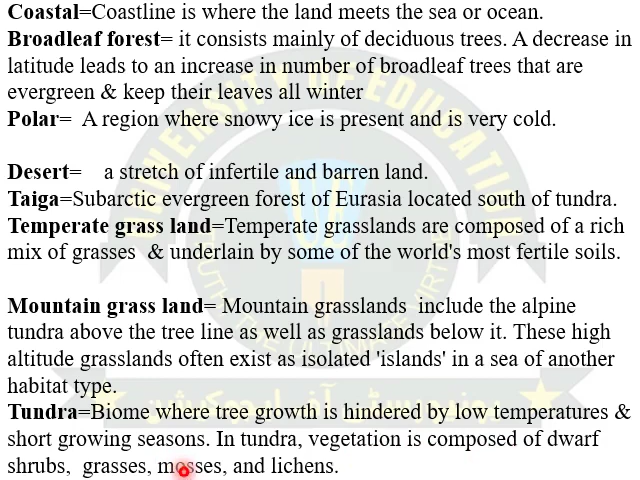 Coastal=Coastline is where the land meets the sea or ocean.
Broadleaf forest= it consists mainly of deciduous trees. A decrease in
latitude leads to an increase in number of broadleaf trees that are
evergreen & keep their leaves all winter
Polar=  A region where snowy ice is present and is very cold.
Desert=    a stretch of infertile and barren land.
Taiga=Subarctic evergreen forest of Eurasia located south of tundra.
Temperate grass land=Temperate grasslands are composed of a rich
mix of grasses  & underlain by some of the world's most fertile soils.
Mountain grass land= Mountain grasslands  include the alpine
tundra above the tree line as well as grasslands below it. These high
altitude grasslands often exist as isolated 'islands' in a sea of another
habitat type.
Tundra=Biome where tree growth is hindered by low temperatures &
short growing seasons. In tundra, vegetation is composed of dwarf
shrubs,  grasses, mosses, and lichens.
UNIVERSITY OF EDUCATION